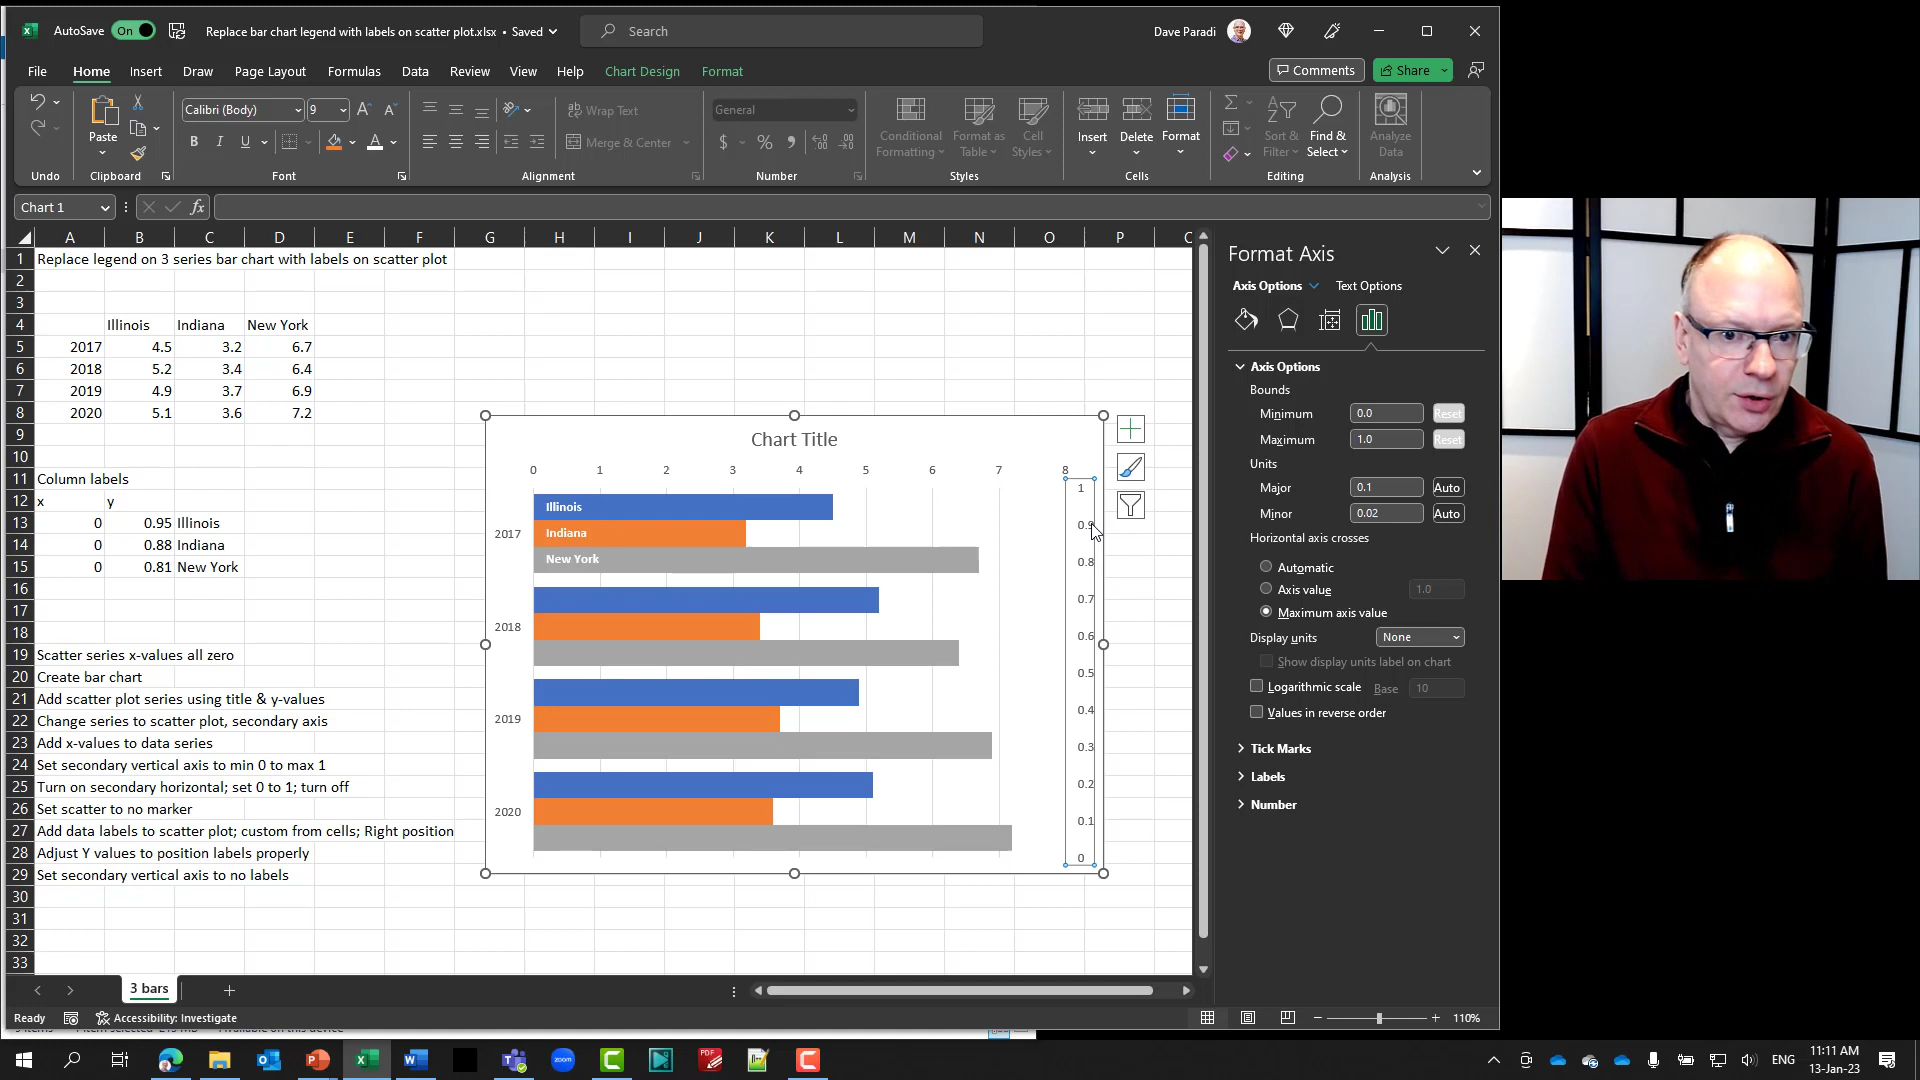 AutoSave On Replace bar chart legend with labels on scatter plot.xlsx • Saved Search Dave Paradi
File Home Insert Draw Page Layout Formulas Data Review View Help Chart Design Format Comments Share
Calibri (Body) 9 Wrap Text General
Paste Merge & Center $ % Conditional Formatting Format as Table Cell Styles Insert Delete Format Sort & Filter Find & Select Analyze Data
Undo Clipboard Font Alignment Number Styles Cells Editing Analysis
Chart 1 fx
A B C D E F G H I J K L M N O P
1 Replace legend on 3 series bar chart with labels on scatter plot
2
3
4 Illinois Indiana New York
5 2017 4.5 3.2 6.7
6 2018 5.2 3.4 6.4
7 2019 4.9 3.7 6.9
8 2020 5.1 3.6 7.2
9
10
11 Column labels
12 x y
13 0 0.95 Illinois
14 0 0.88 Indiana
15 0 0.81 New York
16
17
18
19 Scatter series x-values all zero
20 Create bar chart
21 Add scatter plot series using title & y-values
22 Change series to scatter plot, secondary axis
23 Add x-values to data series
24 Set secondary vertical axis to min 0 to max 1
25 Turn on secondary horizontal; set 0 to 1; turn off
26 Set scatter to no marker
27 Add data labels to scatter plot; custom from cells; Right position
28 Adjust Y values to position labels properly
29 Set secondary vertical axis to no labels
30
31
32
33
Chart Title
0 1 2 3 4 5 6 7 8
2017
Illinois
Indiana
New York
2018
2019
2020
1
0.9
0.8
0.7
0.6
0.5
0.4
0.3
0.2
0.1
0
Format Axis
Axis Options Text Options
Axis Options
Bounds
Minimum 0.0 Reset
Maximum 1.0 Reset
Units
Major 0.1 Auto
Minor 0.02 Auto
Horizontal axis crosses
Automatic
Axis value 1.0
Maximum axis value
Display units None
Show display units label on chart
Logarithmic scale Base 10
Values in reverse order
Tick Marks
Labels
Number
3 bars
Ready Accessibility: Investigate 110%
ENG 11:11 AM
13-Jan-23